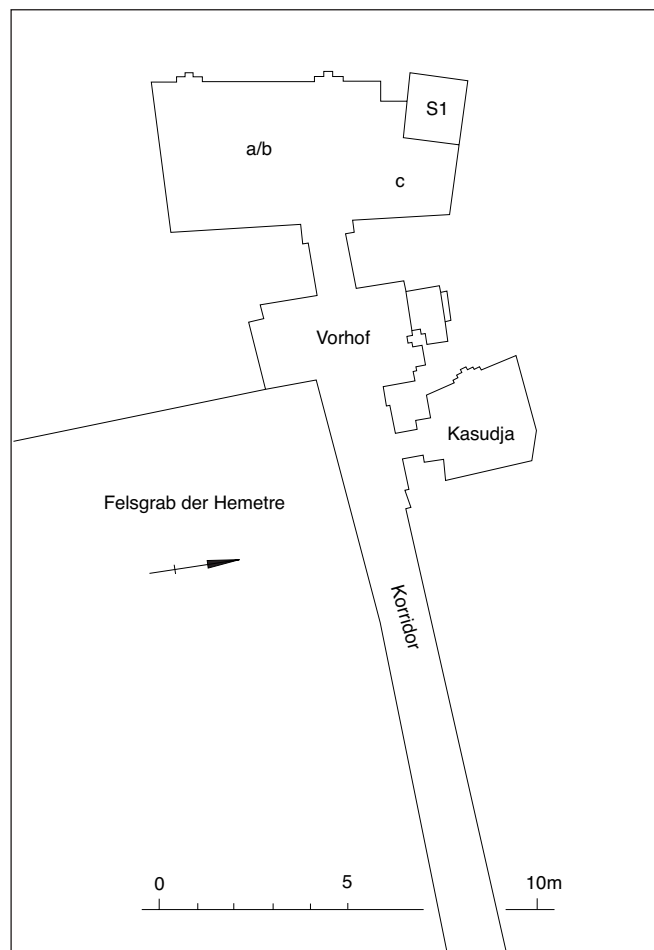 S1
a/b
c
Vorhof
Kasudja
Felsgrab der Hemetre
Korridor
0 5 10m